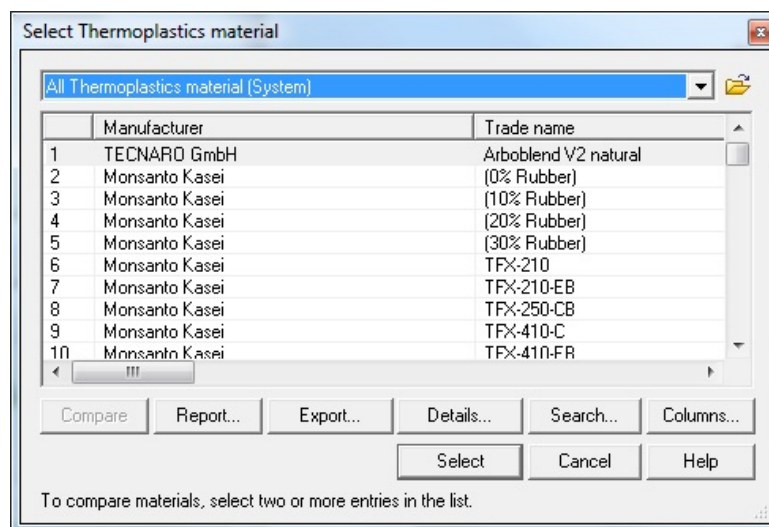 Select Thermoplastics material
All Thermoplastics material (System)
Manufacturer Trade name
1 TECNARO GmbH Arboblend V2 natural
2 Monsanto Kasei (0% Rubber)
3 Monsanto Kasei (10% Rubber)
4 Monsanto Kasei (20% Rubber)
5 Monsanto Kasei (30% Rubber)
6 Monsanto Kasei TFX-210
7 Monsanto Kasei TFX-210-EB
8 Monsanto Kasei TFX-250-CB
9 Monsanto Kasei TFX-410-C
10 Monsanto Kasei TFX-410-EB
Compare Report... Export... Details... Search... Columns...
Select Cancel Help
To compare materials, select two or more entries in the list.